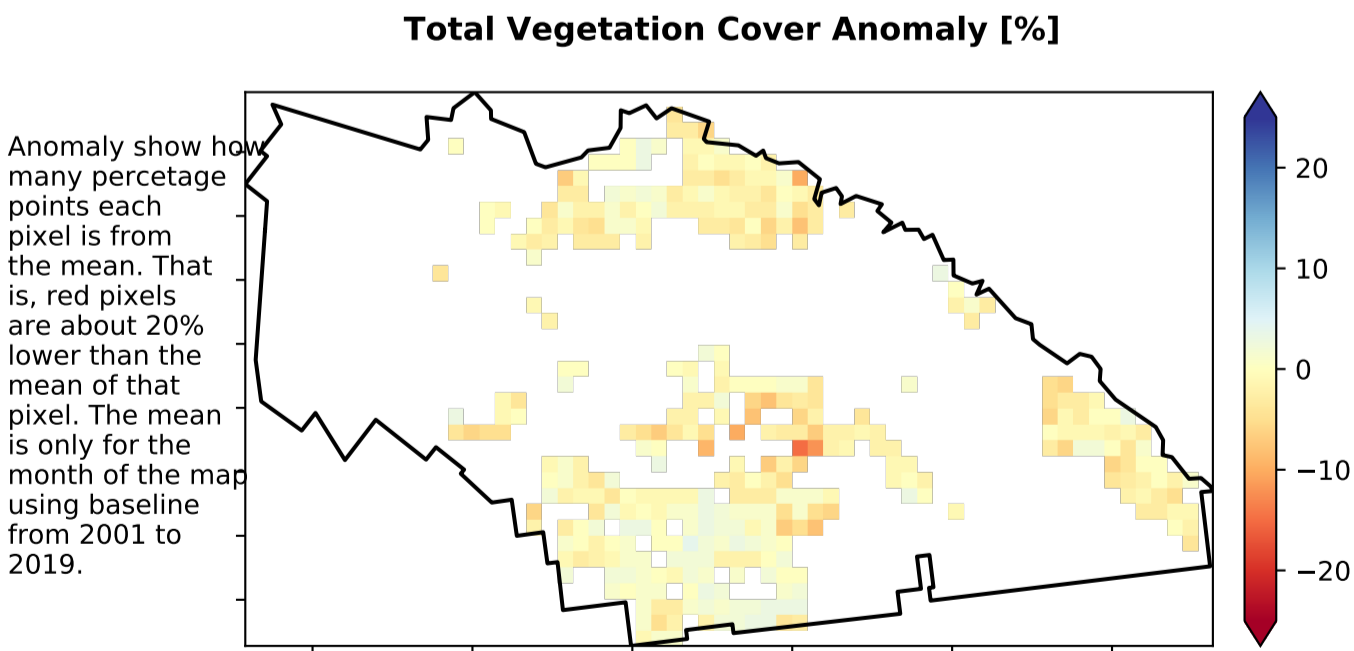 Total Vegetation Cover Anomaly [%]
Anomaly show how
many percetage
points each
pixel is from
the mean. That
is, red pixels
are about 20%
lower than the
mean of that
pixel. The mean
is only for the
month of the map
using baseline
from 2001 to
2019.
20
10
0
−10
−20